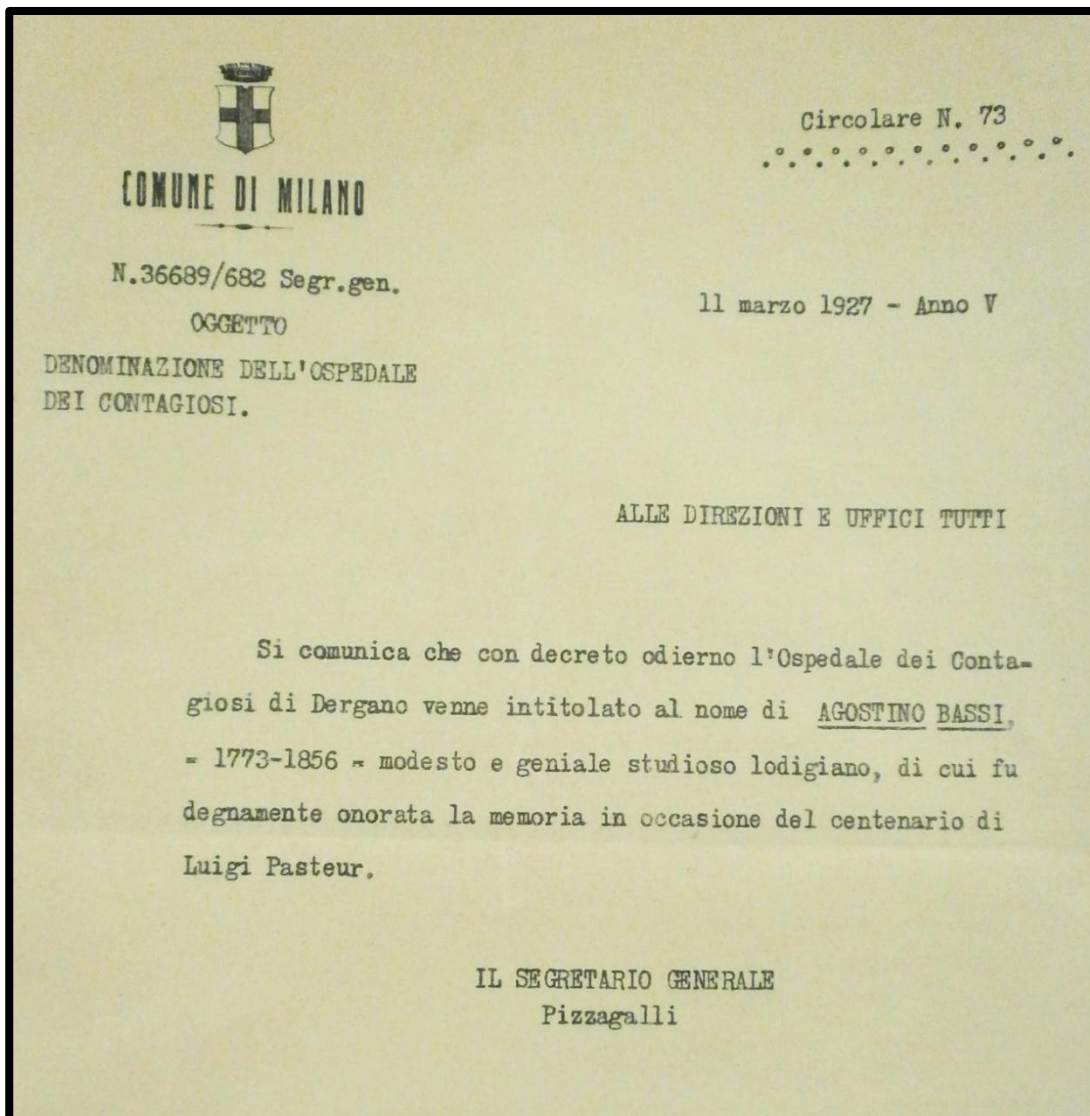 COMUNE DI MILANO
Circolare N. 73
N.36689/682 Segr.gen.
11 marzo 1927 - Anno V
OGGETTO
DENOMINAZIONE DELL'OSPEDALE
DEI CONTAGIOSI.
ALLE DIREZIONI E UFFICI TUTTI
Si comunica che con decreto odierno l'Ospedale dei Conta-
giosi di Dergano venne intitolato al nome di AGOSTINO BASSI,
- 1773-1856 - modesto e geniale studioso lodigiano, di cui fu
degnamente onorata la memoria in occasione del centenario di
Luigi Pasteur.
IL SEGRETARIO GENERALE
Pizzagalli